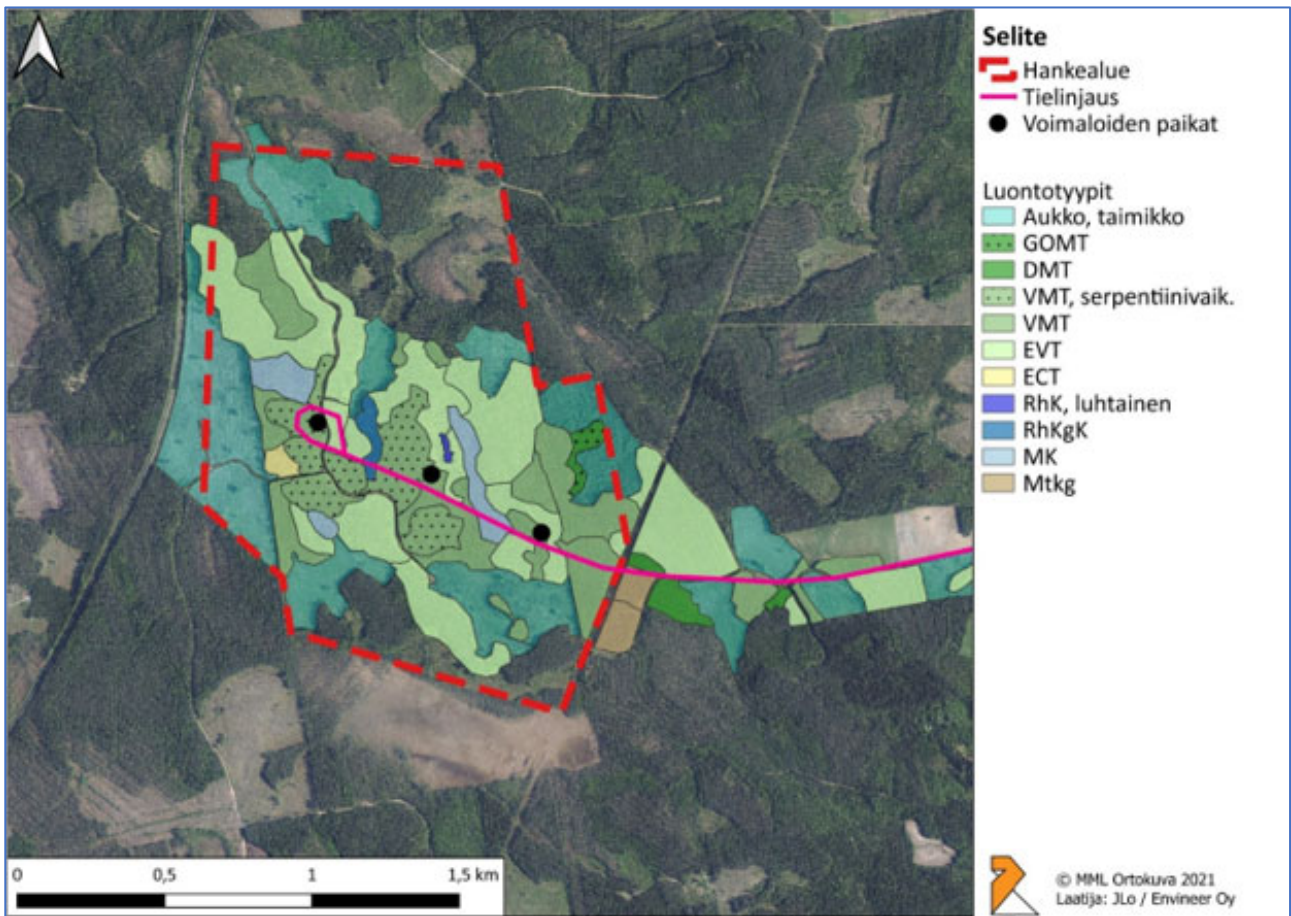 Selite
Hankealue
Tielinjaus
Voimaloiden paikat
Luontotyypit
Aukko, taimikko
GOMT
DMT
VMT, serpentiinivaik.
VMT
EVT
ECT
RhK, luhtainen
RhKgK
MK
Mtkg
0 0,5 1 1,5 km
© MML Ortokuva 2021
Laatija: JLo / Envineer Oy